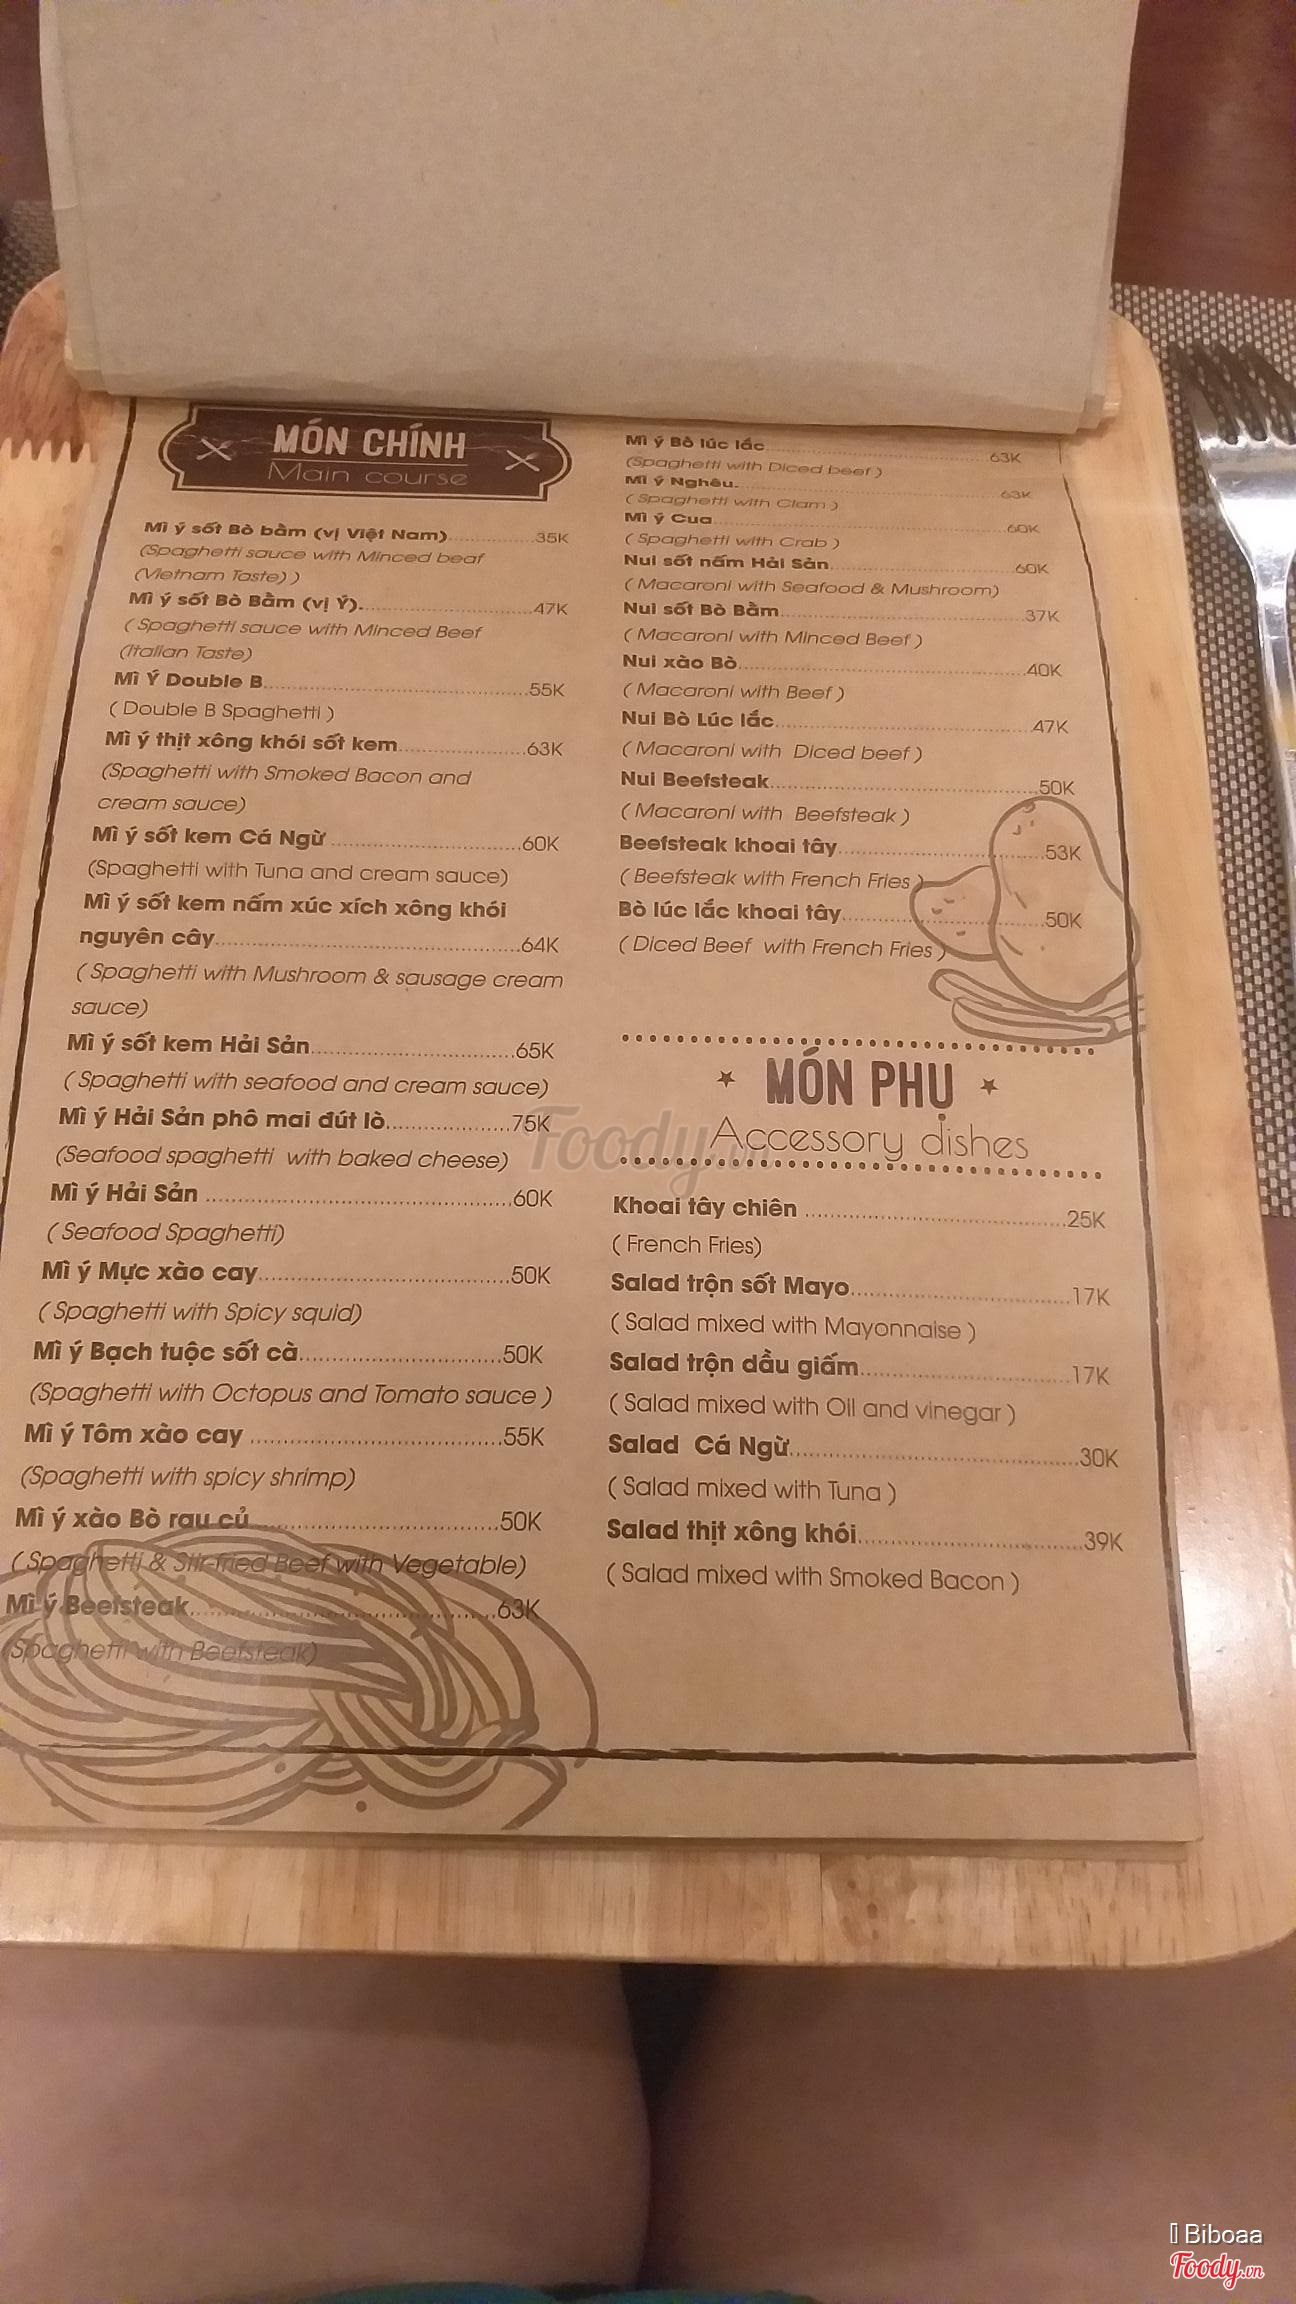 MÓN CHÍNH
Main course
Mì ý sốt Bò bằm (vị Việt Nam)..............35K
(Spaghetti sauce with Minced beaf
(Vietnam Taste) )
Mì ý sốt Bò Bằm (vị Ý)...........................47K
( Spaghetti sauce with Minced Beef
(Italian Taste)
Mì Ý Double B.........................................55K
( Double B Spaghetti )
Mì ý thịt xông khói sốt kem...................63K
(Spaghetti with Smoked Bacon and
cream sauce)
Mì ý sốt kem Cá Ngừ .............................60K
(Spaghetti with Tuna and cream sauce)
Mì ý sốt kem nấm xúc xích xông khói
nguyên cây..............................................64K
( Spaghetti with Mushroom & sausage cream
sauce)
Mì ý sốt kem Hải Sản..............................65K
( Spaghetti with seafood and cream sauce)
Mì ý Hải Sản phô mai đút lò..................75K
(Seafood spaghetti with baked cheese)
Mì ý Hải Sản ............................................60K
( Seafood Spaghetti)
Mì ý Mực xào cay....................................50K
( Spaghetti with Spicy squid)
Mì ý Bạch tuộc sốt cà.............................50K
(Spaghetti with Octopus and Tomato sauce )
Mì ý Tôm xào cay ...................................55K
(Spaghetti with spicy shrimp)
Mì ý xào Bò rau củ..................................50K
( Spaghetti & Stir-fried Beef with Vegetable)
Mì ý Beefsteak.........................................63K
Spaghetti with Beefsteak)
Mì ý Bò lúc lắc.....................................63K
(Spaghetti with Diced beef )
Mì ý Nghêu..........................................63K
( Spaghetti with Clam )
Mì ý Cua..............................................60K
( Spaghetti with Crab )
Nui sốt nấm Hải Sản...........................60K
( Macaroni with Seafood & Mushroom)
Nui sốt Bò Bằm...................................37K
( Macaroni with Minced Beef )
Nui xào Bò..........................................40K
( Macaroni with Beef )
Nui Bò Lúc lắc.....................................47K
( Macaroni with Diced beef )
Nui Beefsteak.....................................50K
( Macaroni with Beefsteak )
Beefsteak khoai tây............................53K
( Beefsteak with French Fries )
Bò lúc lắc khoai tây............................50K
( Diced Beef with French Fries )
MÓN PHỤ
Accessory dishes
Khoai tây chiên ..................................25K
( French Fries)
Salad trộn sốt Mayo............................17K
( Salad mixed with Mayonnaise )
Salad trộn dầu giấm...........................17K
( Salad mixed with Oil and vinegar )
Salad Cá Ngừ......................................30K
( Salad mixed with Tuna )
Salad thịt xông khói............................39K
( Salad mixed with Smoked Bacon )
Foody.vn
Biboaa
Foody.vn